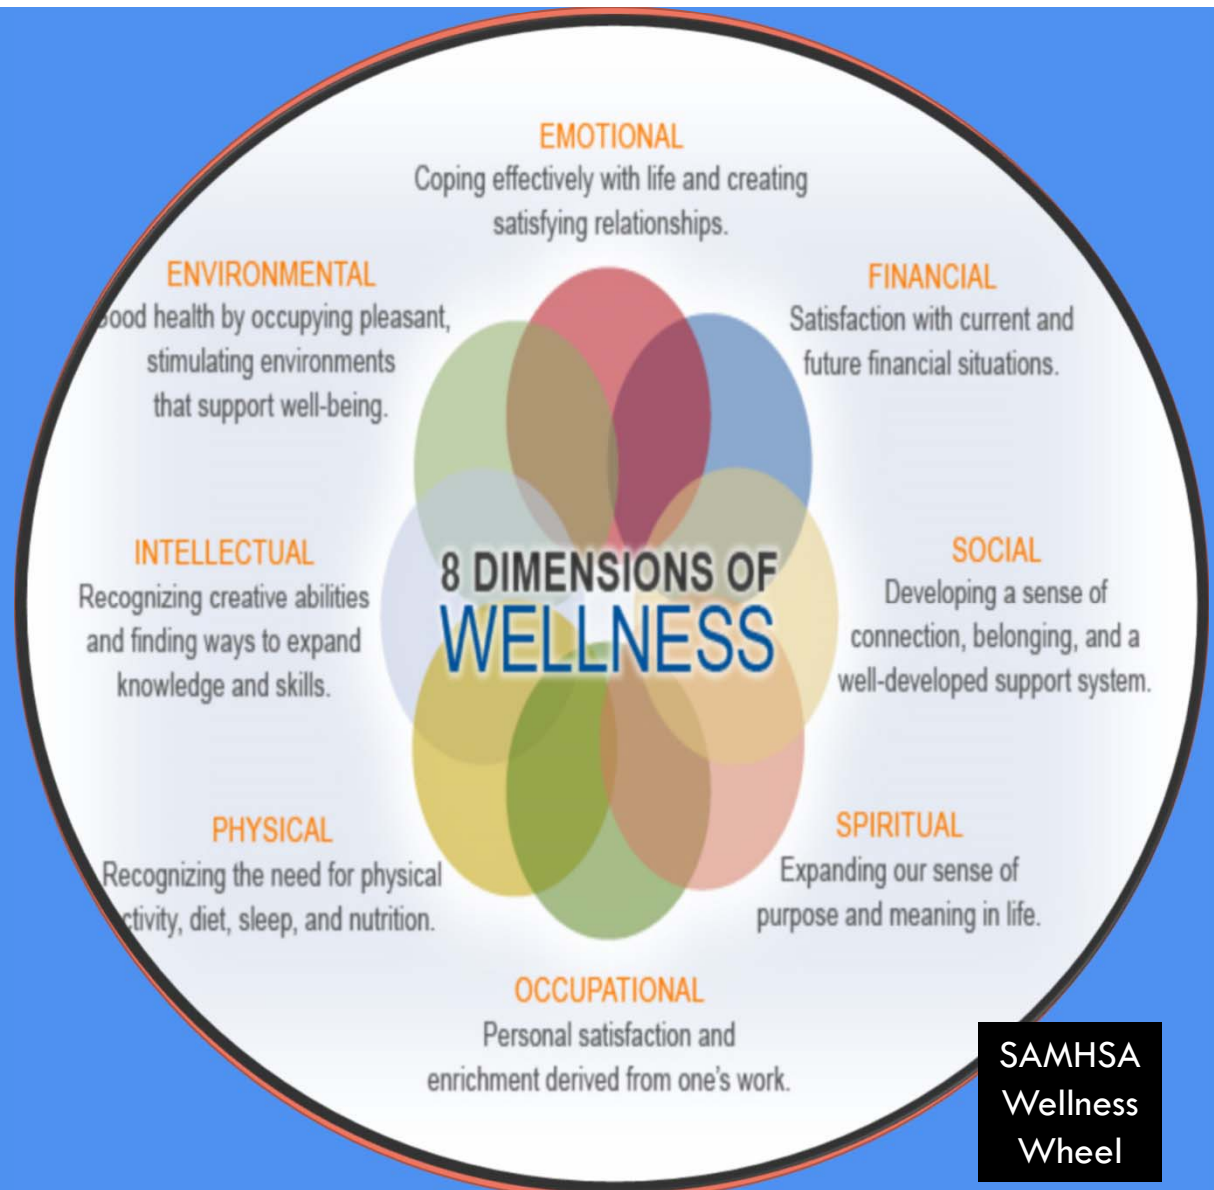 EMOTIONAL
Coping effectively with life and creating
satisfying relationships.
FINANCIAL
Satisfaction with current and
future financial situations.
SOCIAL
Developing a sense of
connection, belonging, and a
well-developed support system.
SPIRITUAL
Expanding our sense of
purpose and meaning in life.
OCCUPATIONAL
Personal satisfaction and
enrichment derived from one's work.
PHYSICAL
Recognizing the need for physical
ctivity, diet, sleep, and nutrition.
INTELLECTUAL
Recognizing creative abilities
and finding ways to expand
knowledge and skills.
ENVIRONMENTAL
ood health by occupying pleasant,
stimulating environments
that support well-being.
8 DIMENSIONS OF
WELLNESS
SAMHSA
Wellness
Wheel